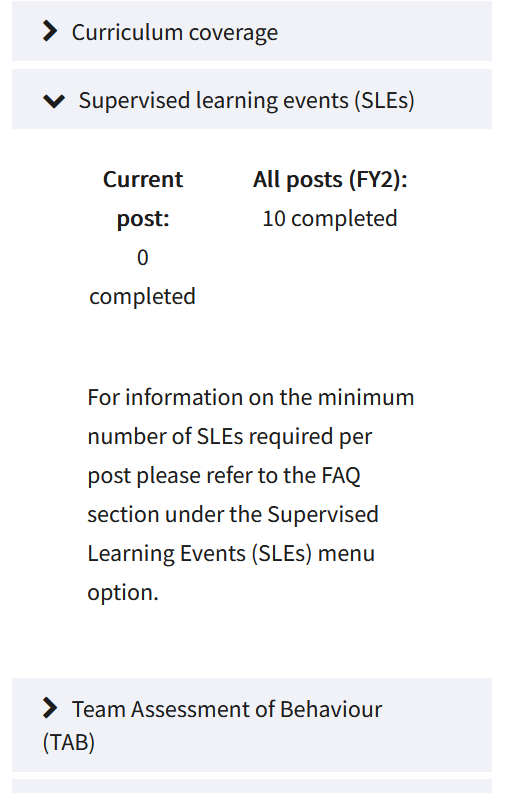 Curriculum coverage
Supervised learning events (SLEs)
Current
post:
0
completed
All posts (FY2):
10 completed
For information on the minimum
number of SLEs required per
post please refer to the FAQ
section under the Supervised
Learning Events (SLEs) menu
option.
Team Assessment of Behaviour
(TAB)